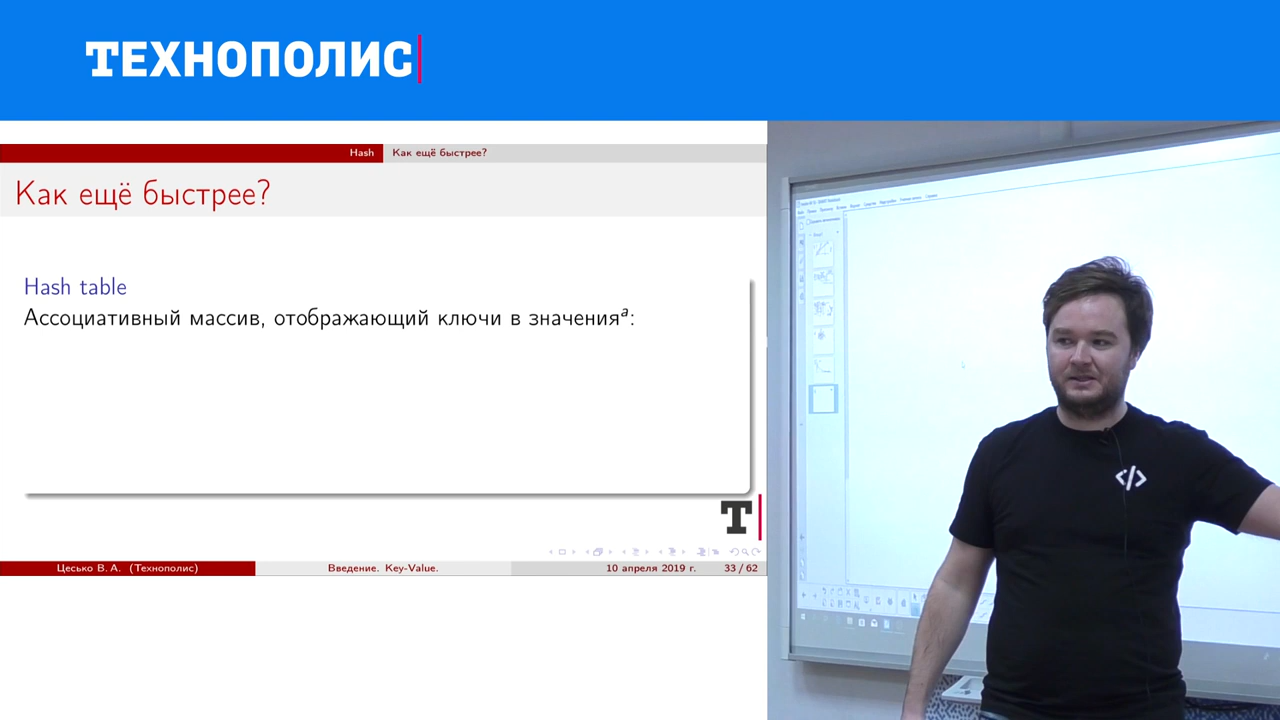 ТЕХНОПОЛИС
Hash
Как ещё быстрее?
Как ещё быстрее?
Hash table
Ассоциативный массив, отображающий ключи в значенияᵃ:
Т
Цесько В. А. (Технополис)
Введение. Key-Value.
10 апреля 2019 г.
33 / 62